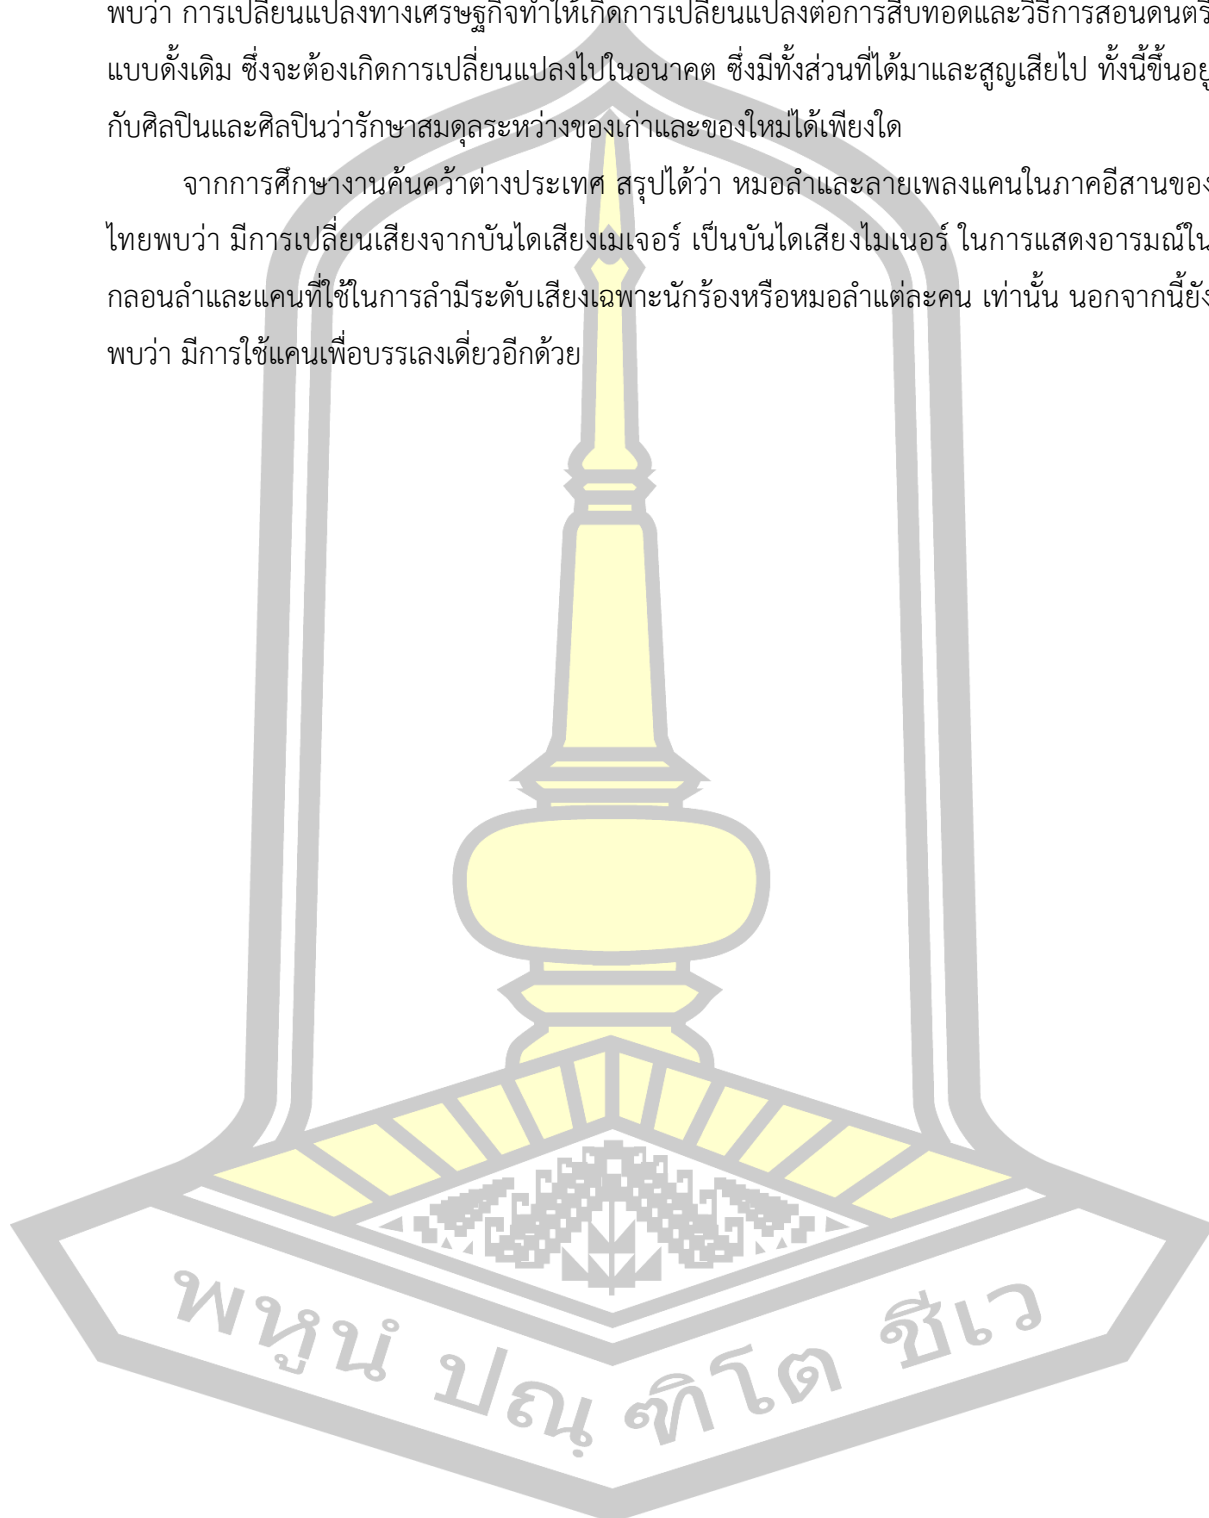 พบว่า การเปลี่ยนแปลงทางเศรษฐกิจทำให้เกิดการเปลี่ยนแปลงต่อการสืบทอดและวิธีการสอนดนตรี
แบบดั้งเดิม ซึ่งจะต้องเกิดการเปลี่ยนแปลงไปในอนาคต ซึ่งมีทั้งส่วนที่ได้มาและสูญเสียไป ทั้งนี้ขึ้นอยู่
กับศิลปินและศิลปินว่ารักษาสมดุลระหว่างของเก่าและของใหม่ได้เพียงใด
จากการศึกษางานค้นคว้าต่างประเทศ สรุปได้ว่า หมอลำและลายเพลงแคนในภาคอีสานของ
ไทยพบว่า มีการเปลี่ยนเสียงจากบันไดเสียงเมเจอร์ เป็นบันไดเสียงไมเนอร์ ในการแสดงอารมณ์ใน
กลอนลำและแคนที่ใช้ในการลำมีระดับเสียงเฉพาะนักร้องหรือหมอลำแต่ละคน เท่านั้น นอกจากนี้ยัง
พบว่า มีการใช้แคนเพื่อบรรเลงเดี่ยวอีกด้วย
พหูนํ ปณฺฑิโต ชีเว